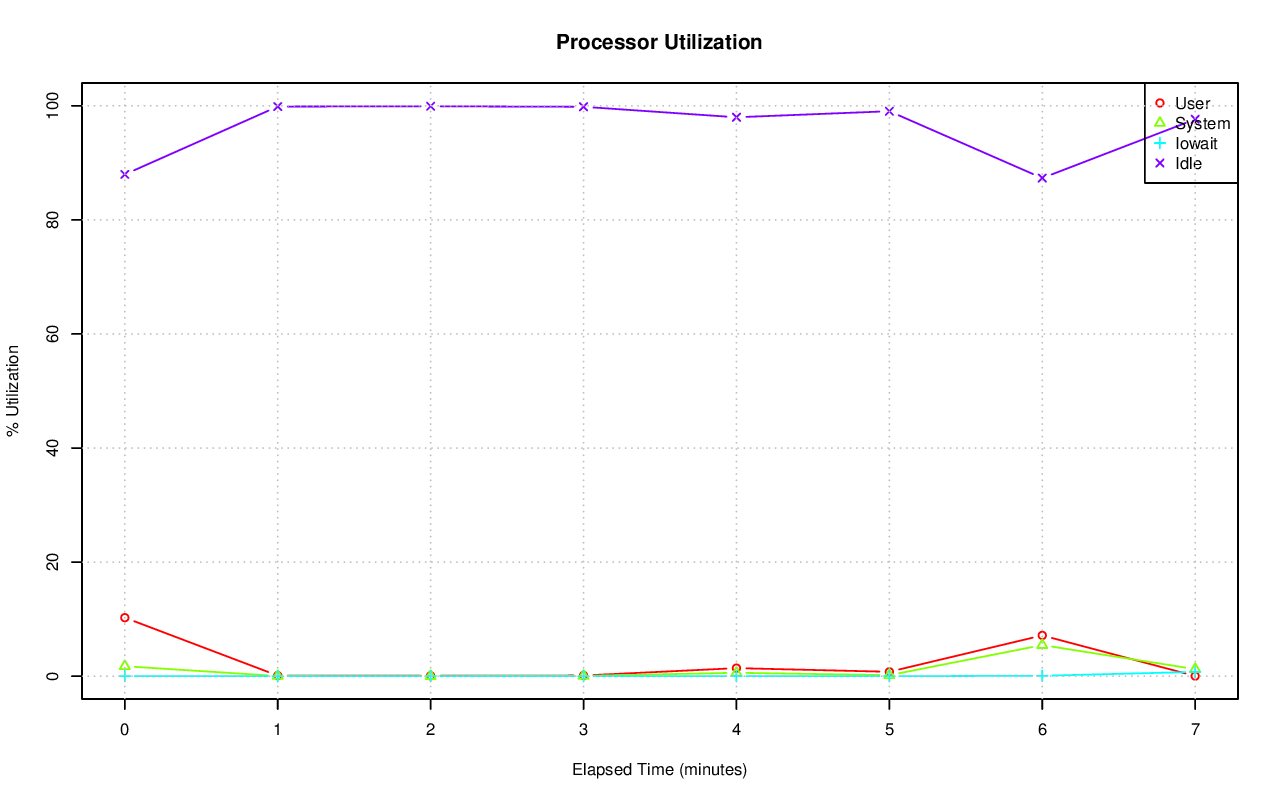 Processor Utilization
% Utilization
100
80
60
40
20
0
User
System
Iowait
Idle
0 1 2 3 4 5 6 7
Elapsed Time (minutes)